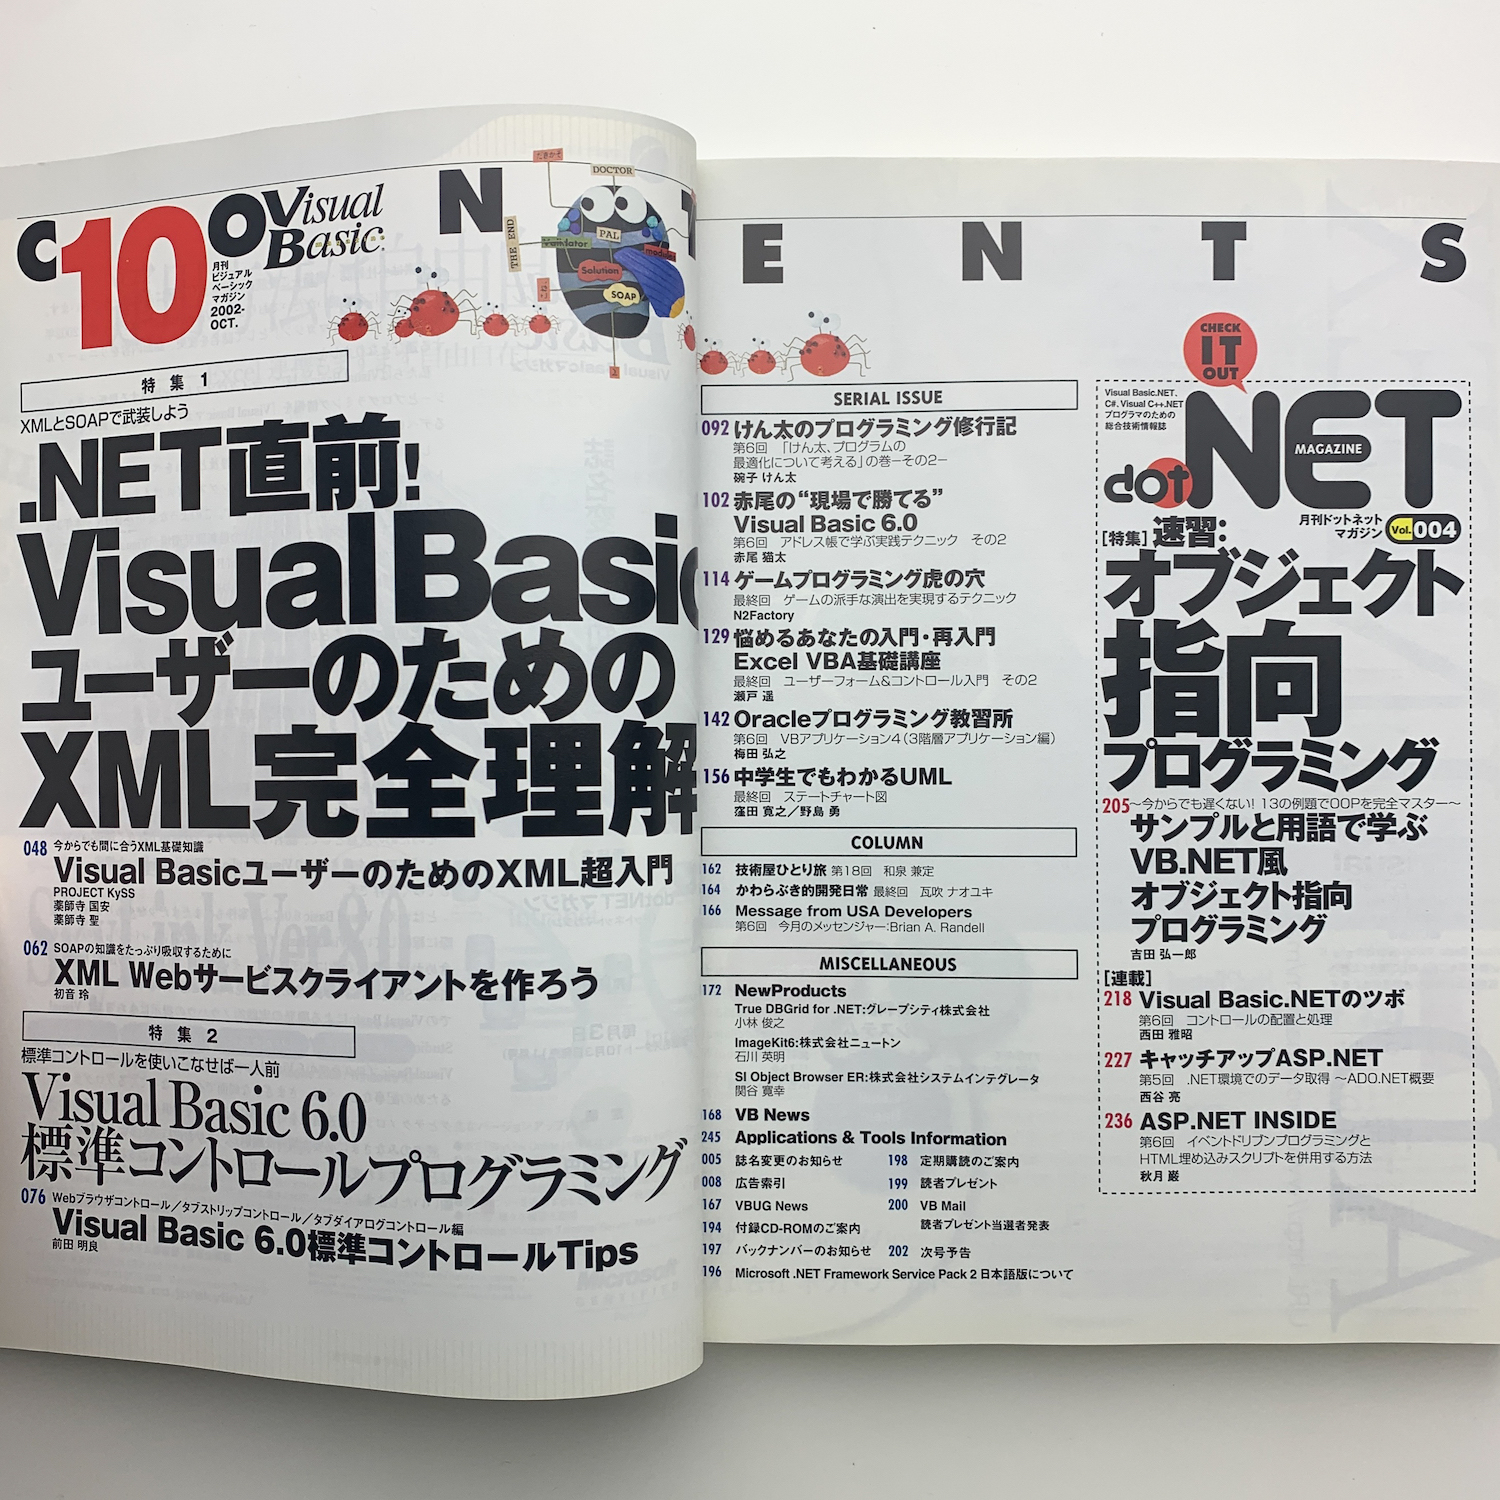 CONTENTS
10
Visual
Basic
magazine
月刊
ビジュアル
ベーシック
マガジン
2002-
OCT.
DOCTOR
THE END
PAL
Validator
module
Solution
SOAP
特集 1
XMLとSOAPで武装しよう
.NET直前!
Visual Basic
ユーザーのための
XML完全理解
048 今からでも間に合うXML基礎知識
Visual BasicユーザーのためのXML超入門
PROJECT KySS
薬師寺 国安
薬師寺 聖
062 SOAPの知識をたっぷり吸収するために
XML Webサービスクライアントを作ろう
初音 玲
特集 2
標準コントロールを使いこなせば一人前
Visual Basic 6.0
標準コントロールプログラミング
076 Webブラウザコントロール/タブストリップコントロール/タブダイアログコントロール編
Visual Basic 6.0標準コントロールTips
前田 明良
SERIAL ISSUE
092 けん太のプログラミング修行記
第6回 「けん太、プログラムの
最適化について考える」の巻−その2−
碗子 けん太
102 赤尾の“現場で勝てる”
Visual Basic 6.0
第6回 アドレス帳で学ぶ実践テクニック その2
赤尾 猫太
114 ゲームプログラミング虎の穴
最終回 ゲームの派手な演出を実現するテクニック
N2Factory
129 悩めるあなたの入門・再入門
Excel VBA基礎講座
最終回 ユーザーフォーム&コントロール入門 その2
瀬戸 遥
142 Oracleプログラミング教習所
第6回 VBアプリケーション4(3階層アプリケーション編)
梅田 弘之
156 中学生でもわかるUML
最終回 ステートチャート図
窪田 寛之/野島 勇
COLUMN
162 技術屋ひとり旅 第18回 和泉 兼定
164 かわらぶき的開発日常 最終回 瓦吹 ナオユキ
166 Message from USA Developers
第6回 今月のメッセンジャー:Brian A. Randell
MISCELLANEOUS
172 NewProducts
True DBGrid for .NET:グレープシティ株式会社
小林 俊之
ImageKit6:株式会社ニュートン
石川 英明
SI Object Browser ER:株式会社システムインテグレータ
関谷 寛幸
168 VB News
245 Applications & Tools Information
005 誌名変更のお知らせ
008 広告索引
167 VBUG News
194 付録CD-ROMのご案内
197 バックナンバーのお知らせ
198 定期購読のご案内
199 読者プレゼント
200 VB Mail
読者プレゼント当選者発表
202 次号予告
196 Microsoft .NET Framework Service Pack 2 日本語版について
CHECK
IT
OUT
Visual Basic.NET、
C#、Visual C++.NET
プログラマのための
総合技術情報誌
dot.NET
MAGAZINE
月刊ドットネット
マガジン
Vol.004
[特集]速習:
オブジェクト
指向
プログラミング
205 〜今からでも遅くない! 13の例題でOOPを完全マスター〜
サンプルと用語で学ぶ
VB.NET風
オブジェクト指向
プログラミング
吉田 弘一郎
[連載]
218 Visual Basic.NETのツボ
第6回 コントロールの配置と処理
西田 雅昭
227 キャッチアップASP.NET
第5回 .NET環境でのデータ取得 〜ADO.NET概要
西谷 亮
236 ASP.NET INSIDE
第6回 イベントドリブンプログラミングと
HTML埋め込みスクリプトを併用する方法
秋月 巌